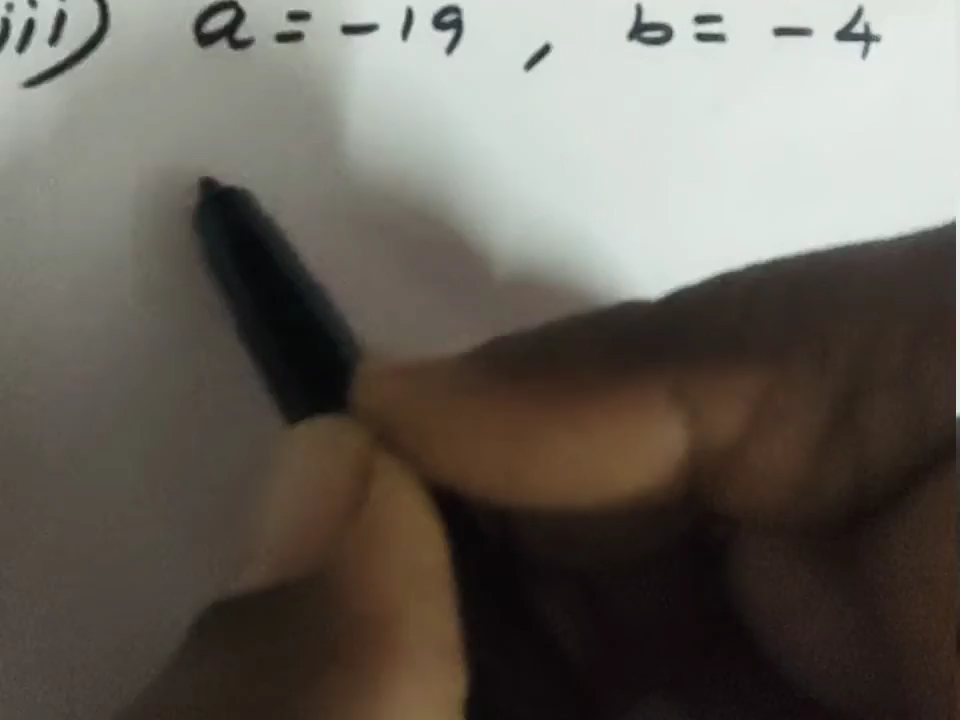 iii) a = -19 , b = -4